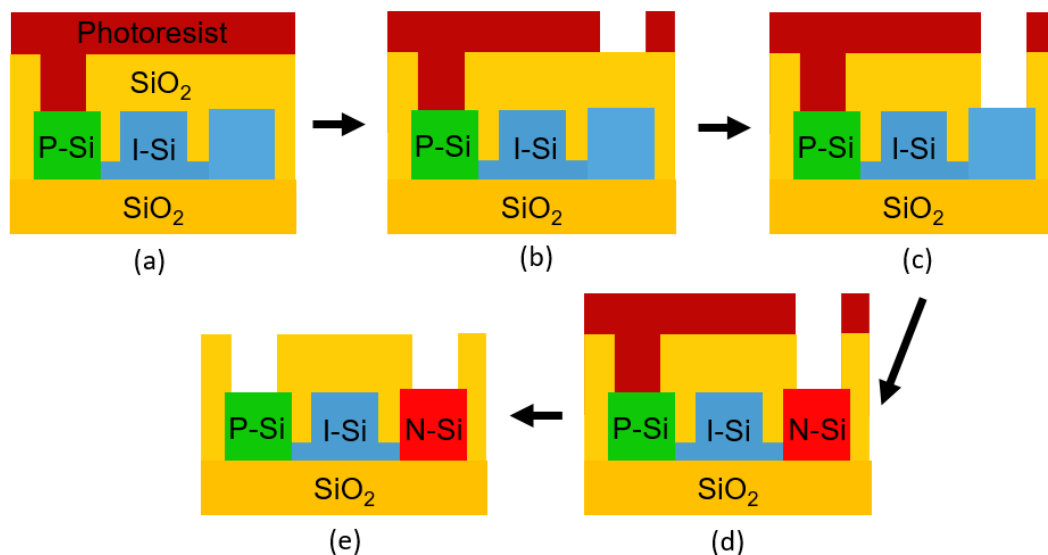 Photoresist
SiO2
P-Si I-Si
SiO2
(a)
P-Si I-Si
SiO2
(b)
P-Si I-Si
SiO2
(c)
P-Si I-Si N-Si
SiO2
(e)
P-Si I-Si N-Si
SiO2
(d)